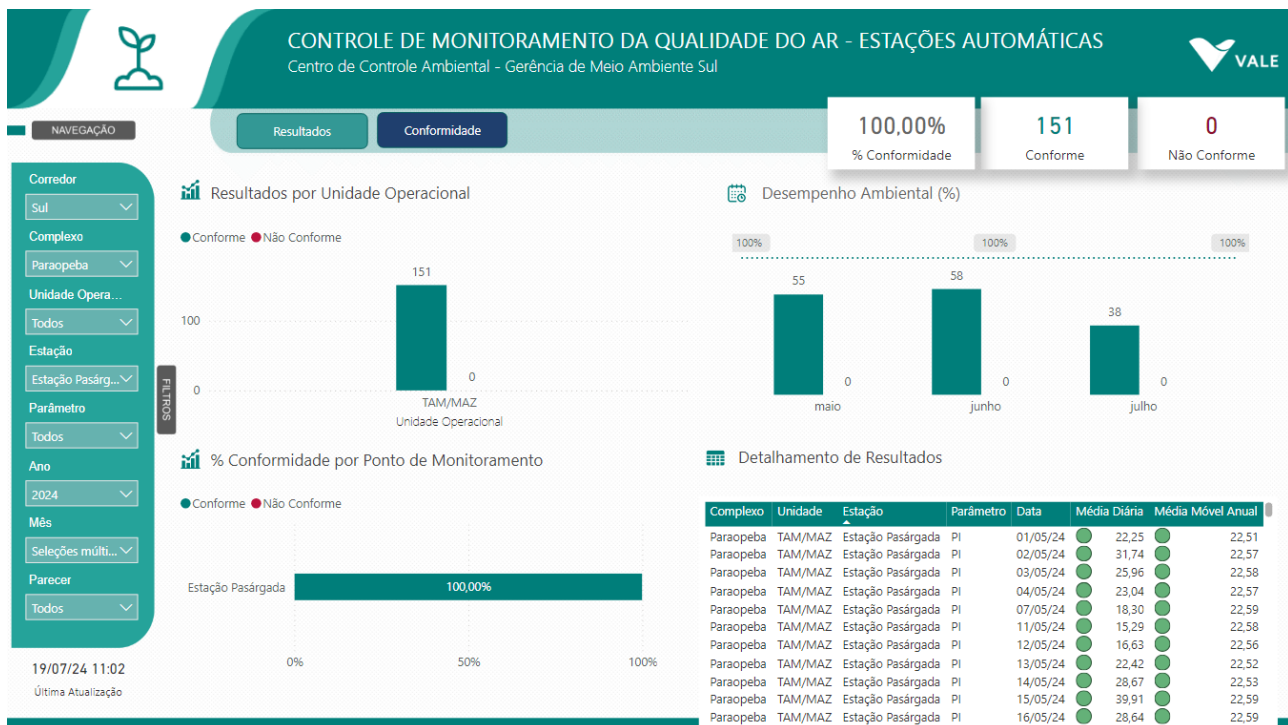 CONTROLE DE MONITORAMENTO DA QUALIDADE DO AR - ESTAÇÕES AUTOMÁTICAS
Centro de Controle Ambiental - Gerência de Meio Ambiente Sul
VALE
NAVEGAÇÃO
Resultados
Conformidade
100,00%
% Conformidade
151
Conforme
0
Não Conforme
Corredor
Sul
Complexo
Paraopeba
Unidade Opera...
Todos
Estação
Estação Pasárg...
Parâmetro
Todos
Ano
2024
Mês
Seleções múlti...
Parecer
Todos
19/07/24 11:02
Última Atualização
FILTROS
Resultados por Unidade Operacional
Conforme Não Conforme
151
100
0
0
TAM/MAZ
Unidade Operacional
Desempenho Ambiental (%)
100% 100% 100%
55 58 38
0 0 0
maio junho julho
% Conformidade por Ponto de Monitoramento
Conforme Não Conforme
Estação Pasárgada 100,00%
0% 50% 100%
Detalhamento de Resultados
Complexo Unidade Estação Parâmetro Data Média Diária Média Móvel Anual
Paraopeba TAM/MAZ Estação Pasárgada PI 01/05/24 22,25 22,51
Paraopeba TAM/MAZ Estação Pasárgada PI 02/05/24 31,74 22,57
Paraopeba TAM/MAZ Estação Pasárgada PI 03/05/24 25,96 22,58
Paraopeba TAM/MAZ Estação Pasárgada PI 04/05/24 23,04 22,57
Paraopeba TAM/MAZ Estação Pasárgada PI 07/05/24 18,30 22,59
Paraopeba TAM/MAZ Estação Pasárgada PI 11/05/24 15,29 22,58
Paraopeba TAM/MAZ Estação Pasárgada PI 12/05/24 16,63 22,56
Paraopeba TAM/MAZ Estação Pasárgada PI 13/05/24 22,42 22,52
Paraopeba TAM/MAZ Estação Pasárgada PI 14/05/24 28,67 22,53
Paraopeba TAM/MAZ Estação Pasárgada PI 15/05/24 39,91 22,59
Paraopeba TAM/MAZ Estação Pasárgada PI 16/05/24 28,64 22,59